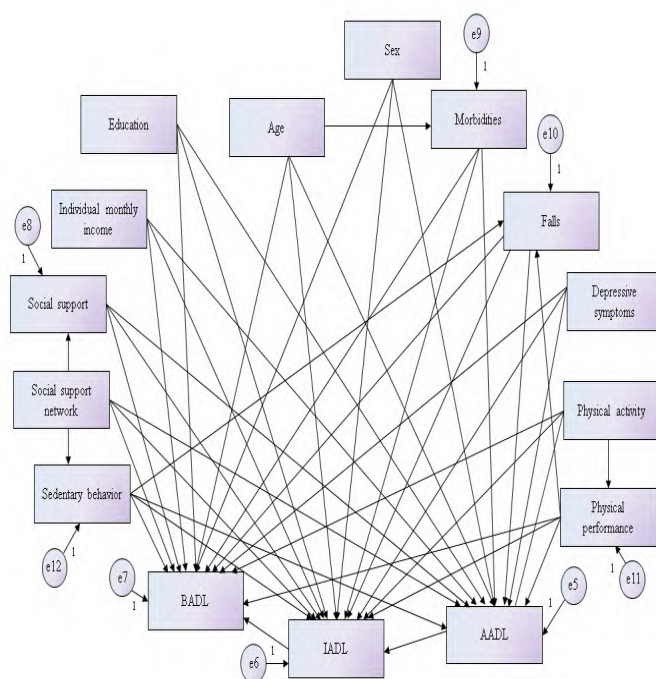 e9
Sex
1
Education
Age
Morbidities
e10
1
Individual monthly
income
Falls
e8
1
Social support
Depressive
symptoms
Social support
network
Physical activity
Sedentary behavior
Physical
performance
e12
1
e7
1
BADL
1
e5
1
e11
AADL
1
e6
IADL